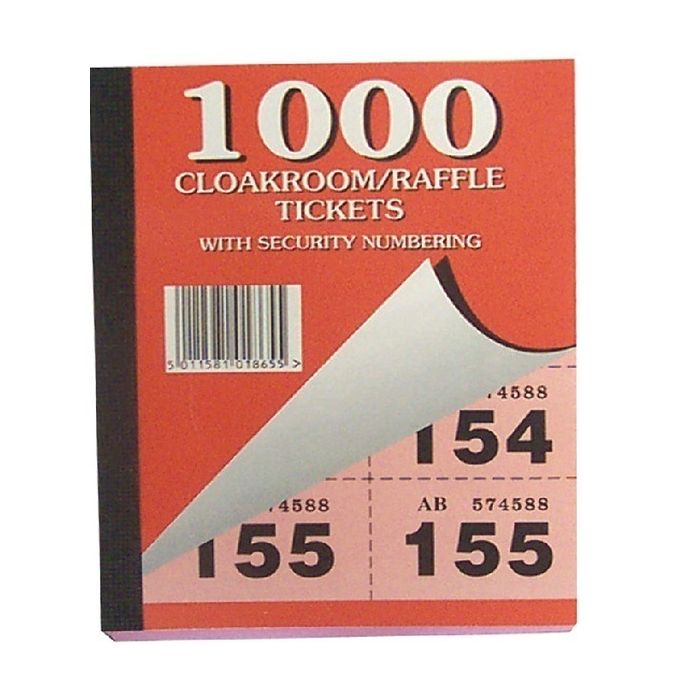 1000
CLOAKROOM/RAFFLE
TICKETS
WITH SECURITY NUMBERING
5 011581 018655 >
74588
154
74588
155
AB 574588
155